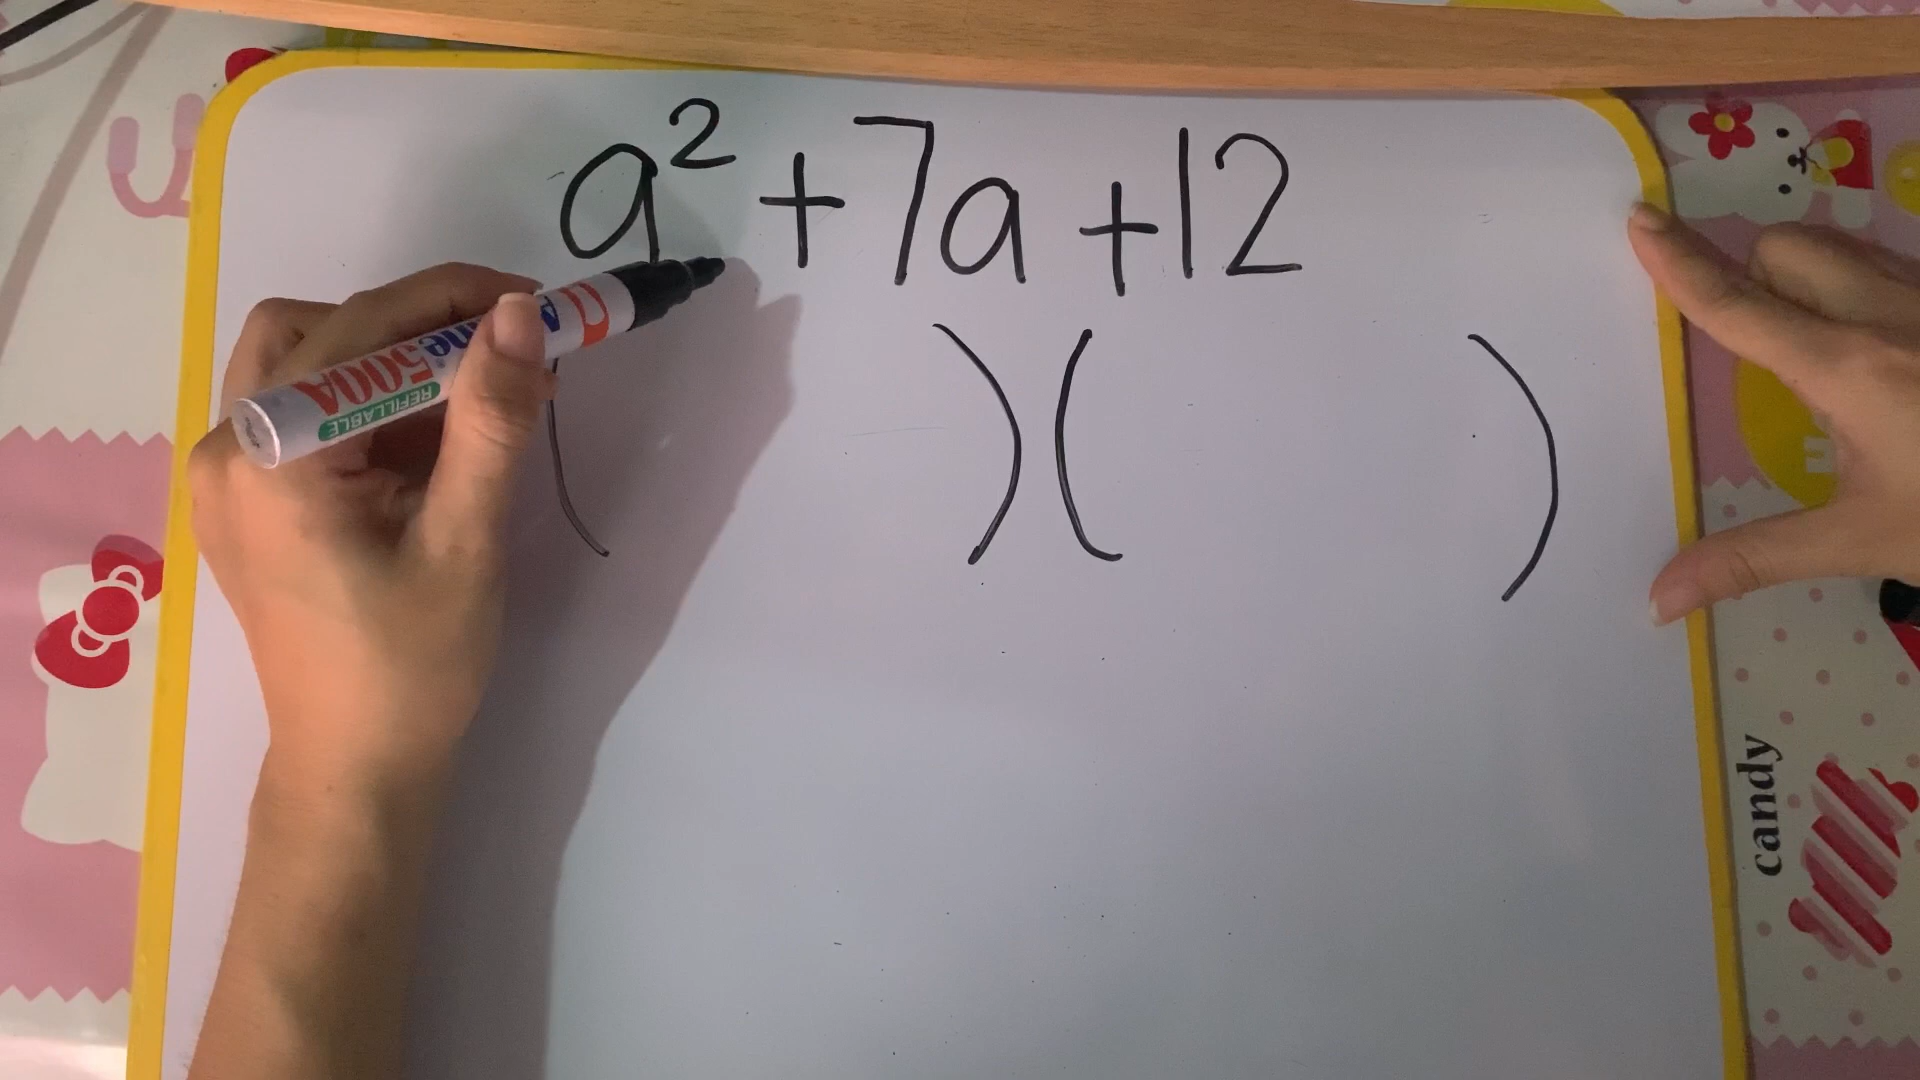 a² + 7a + 12
(        ) (        )
500A
REFILLABLE
candy